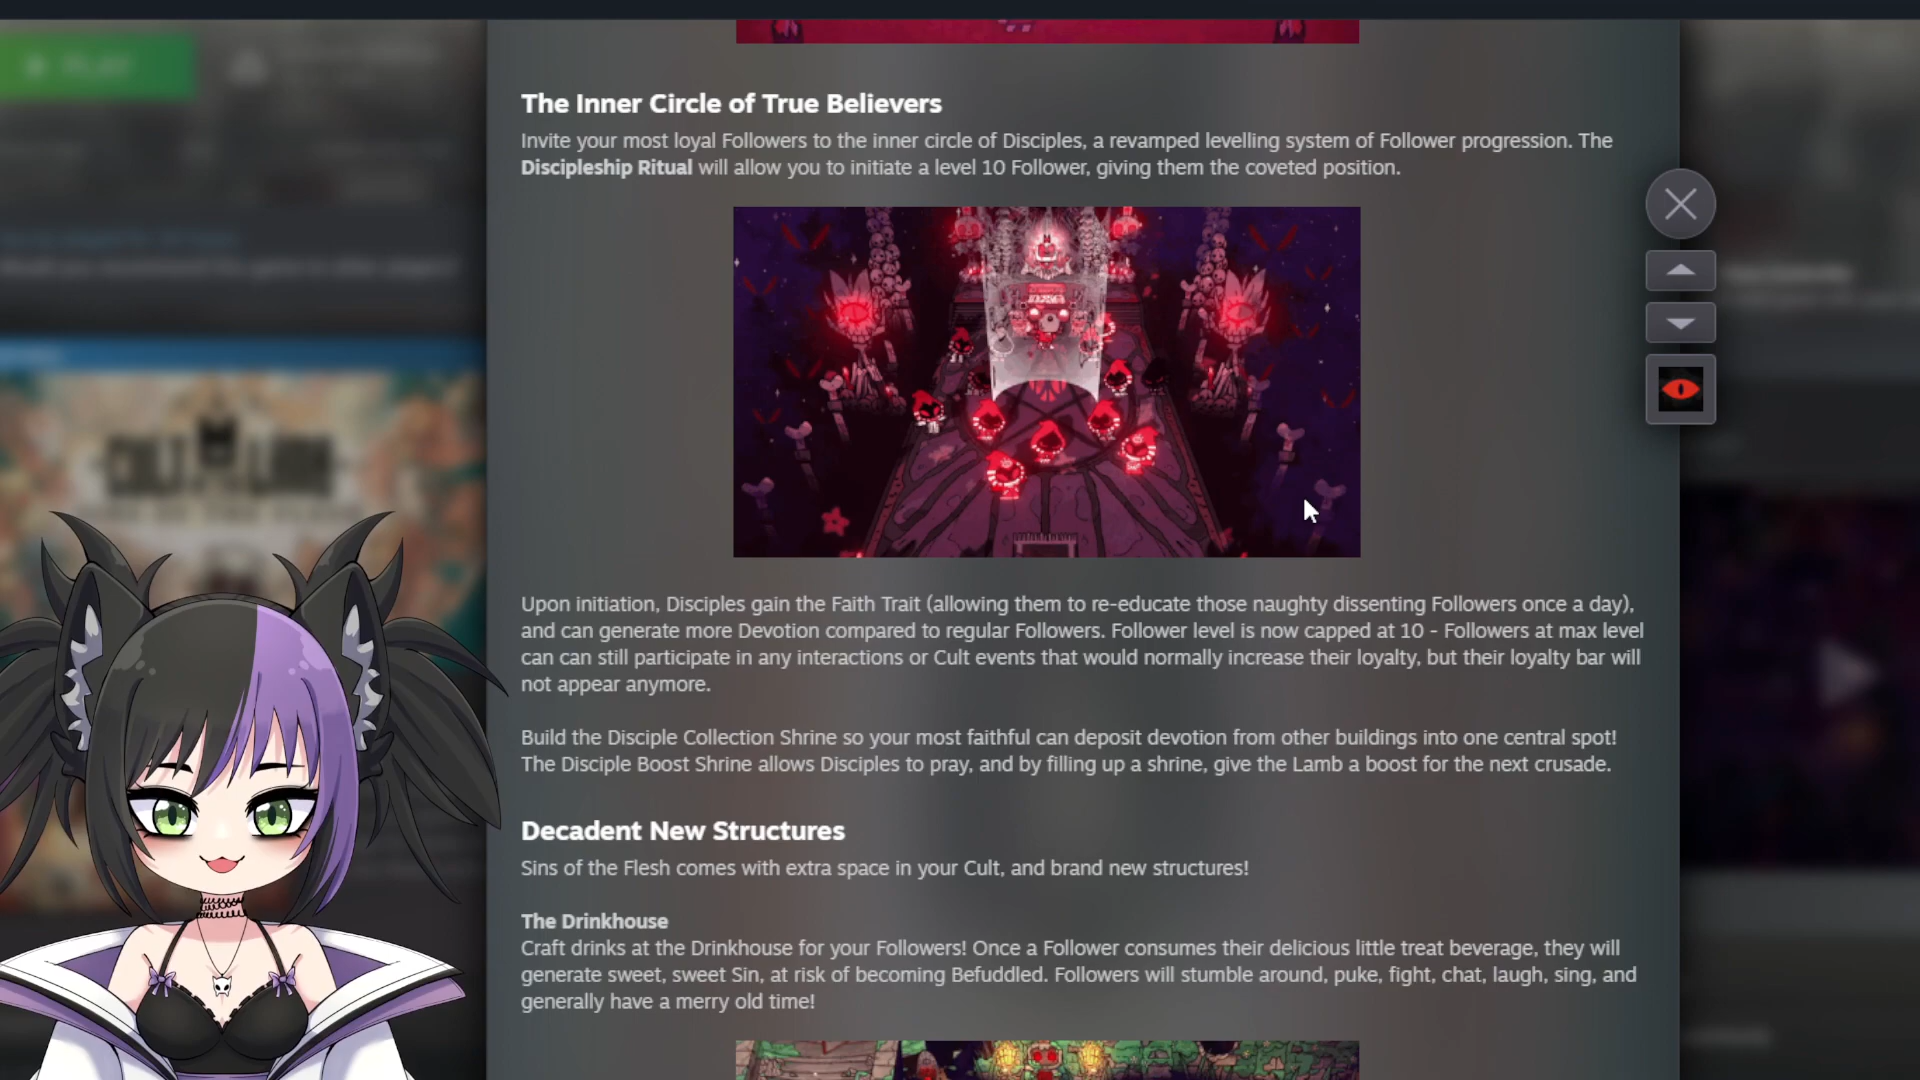 PLAY
The Inner Circle of True Believers
Invite your most loyal Followers to the inner circle of Disciples, a revamped levelling system of Follower progression. The
Discipleship Ritual will allow you to initiate a level 10 Follower, giving them the coveted position.
CULT LAMB
Upon initiation, Disciples gain the Faith Trait (allowing them to re-educate those naughty dissenting Followers once a day),
and can generate more Devotion compared to regular Followers. Follower level is now capped at 10 - Followers at max level
can can still participate in any interactions or Cult events that would normally increase their loyalty, but their loyalty bar will
not appear anymore.
Build the Disciple Collection Shrine so your most faithful can deposit devotion from other buildings into one central spot!
The Disciple Boost Shrine allows Disciples to pray, and by filling up a shrine, give the Lamb a boost for the next crusade.
Decadent New Structures
Sins of the Flesh comes with extra space in your Cult, and brand new structures!
The Drinkhouse
Craft drinks at the Drinkhouse for your Followers! Once a Follower consumes their delicious little treat beverage, they will
generate sweet, sweet Sin, at risk of becoming Befuddled. Followers will stumble around, puke, fight, chat, laugh, sing, and
generally have a merry old time!